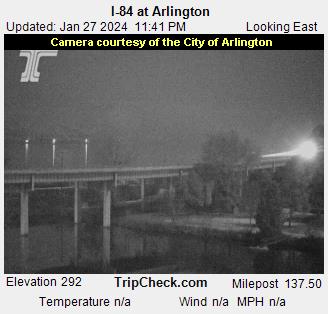 I-84 at Arlington
Updated: Jan 27 2024 11:41 PM Looking East
Camera courtesy of the City of Arlington
Elevation 292 TripCheck.com Milepost 137.50
Temperature n/a Wind n/a MPH n/a